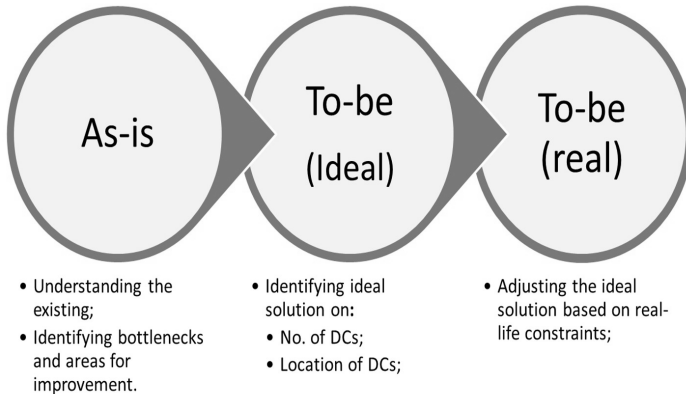 As-is
To-be
(Ideal)
To-be
(real)
• Understanding the
existing;
• Identifying bottlenecks
and areas for
improvement.
• Identifying ideal
solution on:
• No. of DCs;
• Location of DCs;
• Adjusting the ideal
solution based on real-
life constraints;